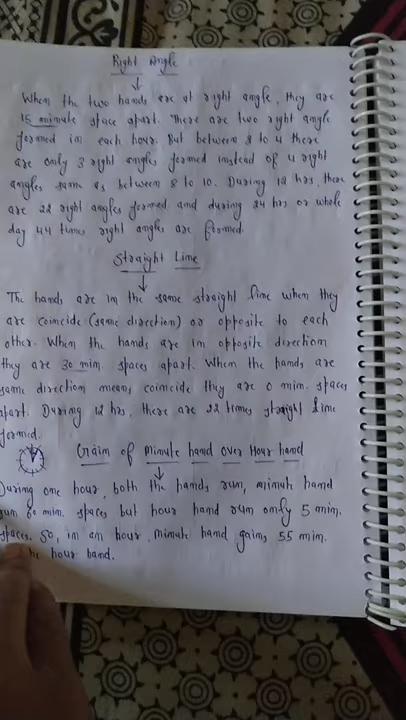 Right Angle
When the two hands are at right angle, they are
15 minute space apart. There are two right angle
formed in each hour. But between 2 to 4 there
are only 3 right angles formed instead of 4 right
angles same as between 8 to 10. During 12 hrs, there
are 22 right angles formed and during 24 hrs or whole
day 44 times right angles are formed.
Straight Line
The hands are in the same straight line when they
are coincide (same direction) or opposite to each
other. When the hands are in opposite direction
they are 30 min. spaces apart. When the hands are
same direction means coincide they are 0 min. spaces
apart. During 12 hrs, there are 22 times straight line
formed.
Gain of Minute hand over Hour hand
During one hour, both the hands run, minute hand
run 60 min. spaces but hour hand run only 5 min.
spaces. So, in an hour, minute hand gains 55 min.
hour hand.